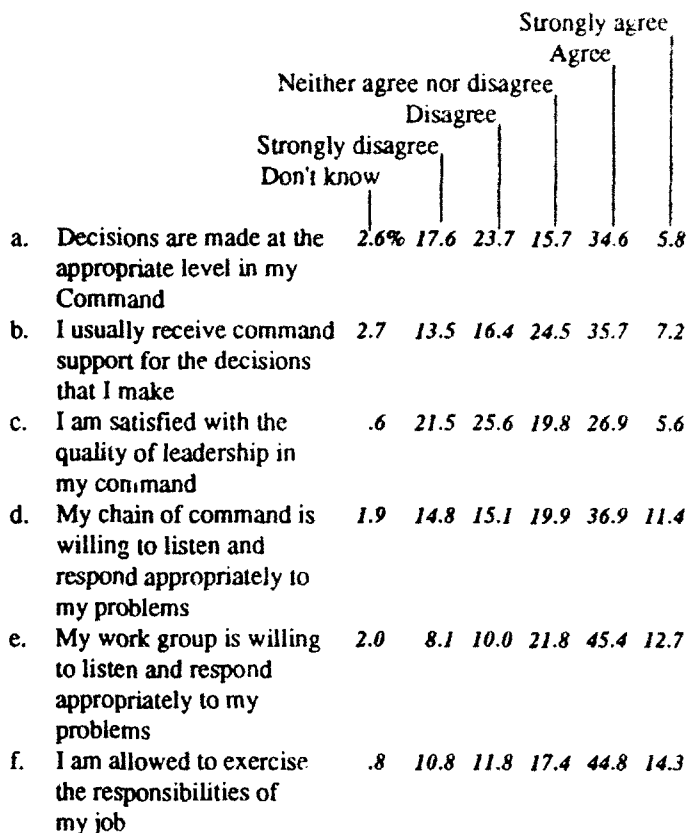 Strongly agree
Agree
Neither agree nor disagree
Disagree
Strongly disagree
Don't know
a. Decisions are made at the 2.6% 17.6 23.7 15.7 34.6 5.8
appropriate level in my
Command
b. I usually receive command 2.7 13.5 16.4 24.5 35.7 7.2
support for the decisions
that I make
c. I am satisfied with the .6 21.5 25.6 19.8 26.9 5.6
quality of leadership in
my command
d. My chain of command is 1.9 14.8 15.1 19.9 36.9 11.4
willing to listen and
respond appropriately to
my problems
e. My work group is willing 2.0 8.1 10.0 21.8 45.4 12.7
to listen and respond
appropriately to my
problems
f. I am allowed to exercise .8 10.8 11.8 17.4 44.8 14.3
the responsibilities of
my job